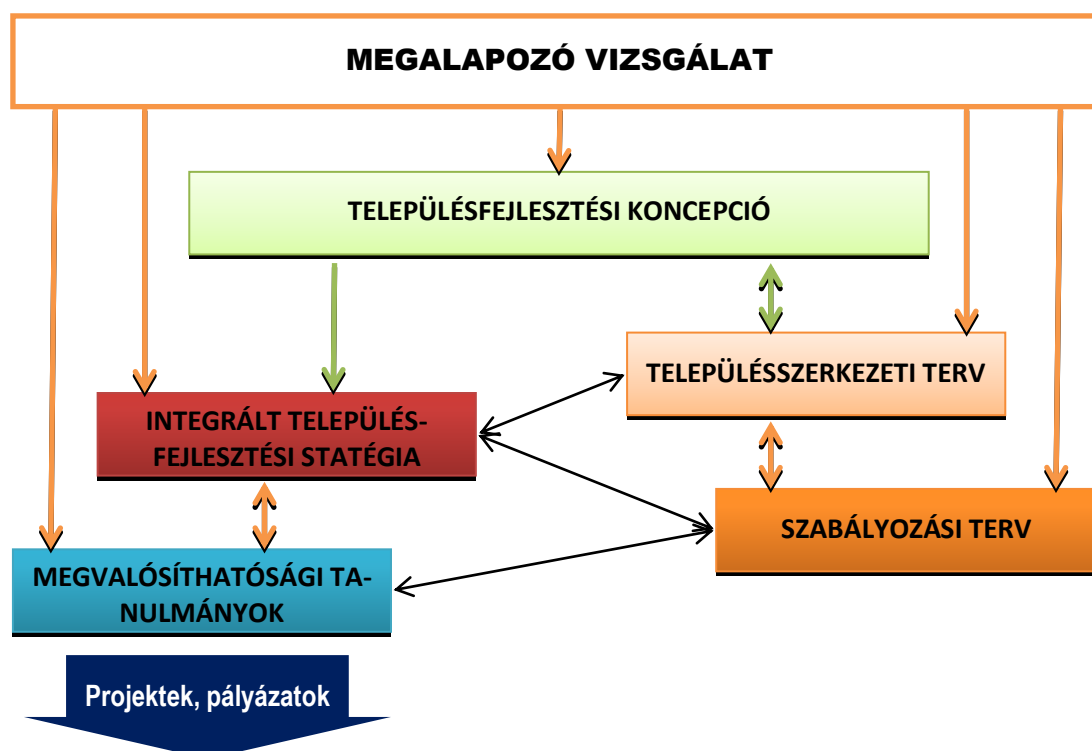 MEGALAPOZÓ VIZSGÁLAT
TELEPÜLÉSFEJLESZTÉSI KONCEPCIÓ
TELEPÜLÉSSZERKEZETI TERV
INTEGRÁLT TELEPÜLÉS-
FEJLESZTÉSI STATÉGIA
SZABÁLYOZÁSI TERV
MEGVALÓSÍTHATÓSÁGI TA-
NULMÁNYOK
Projektek, pályázatok